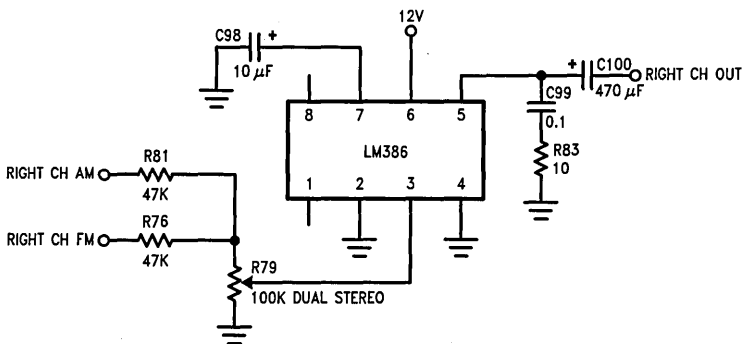 12V
C98
+
10 µF
+
C100
470 µF
RIGHT CH OUT
C99
0.1
8
7
6
5
LM386
R83
10
R81
RIGHT CH AM
47K
1
2
3
4
R76
RIGHT CH FM
47K
R79
100K DUAL STEREO